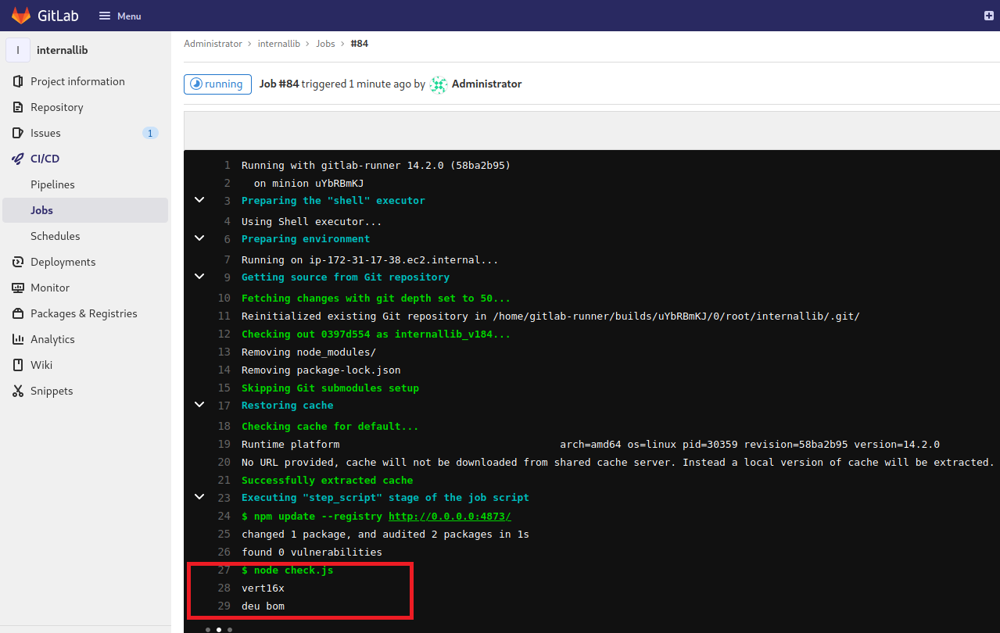 GitLab Menu
I internallib
Project information
Repository
Issues 1
CI/CD
Pipelines
Jobs
Schedules
Deployments
Monitor
Packages & Registries
Analytics
Wiki
Snippets
Administrator > internallib > Jobs > #84
running Job #84 triggered 1 minute ago by Administrator
1 Running with gitlab-runner 14.2.0 (58ba2b95)
2 on minion uYbRBmKJ
3 Preparing the "shell" executor
4 Using Shell executor...
6 Preparing environment
7 Running on ip-172-31-17-38.ec2.internal...
9 Getting source from Git repository
10 Fetching changes with git depth set to 50...
11 Reinitialized existing Git repository in /home/gitlab-runner/builds/uYbRBmKJ/0/root/internallib/.git/
12 Checking out 0397d554 as internallib_v184...
13 Removing node_modules/
14 Removing package-lock.json
15 Skipping Git submodules setup
17 Restoring cache
18 Checking cache for default...
19 Runtime platform arch=amd64 os=linux pid=30359 revision=58ba2b95 version=14.2.0
20 No URL provided, cache will not be downloaded from shared cache server. Instead a local version of cache will be extracted.
21 Successfully extracted cache
23 Executing "step_script" stage of the job script
24 $ npm update --registry http://0.0.0.0:4873/
25 changed 1 package, and audited 2 packages in 1s
26 found 0 vulnerabilities
27 $ node check.js
28 vert16x
29 deu bom